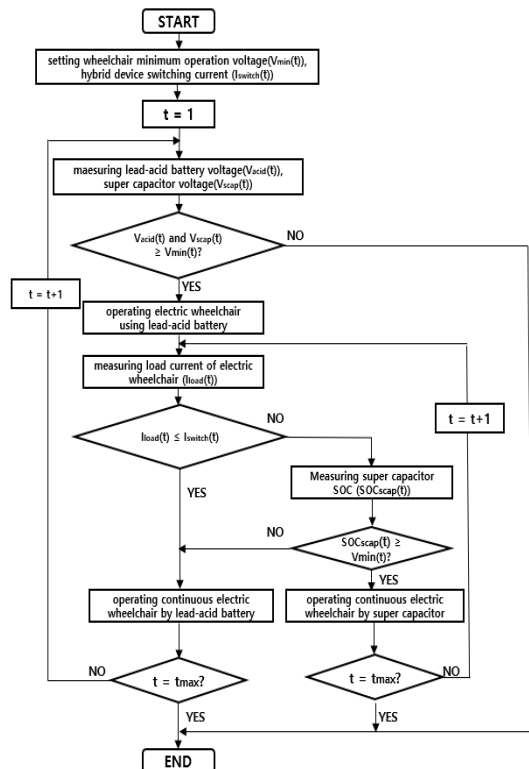 START
setting wheelchair minimum operation voltage(Vmin(t)),
hybrid device switching current (Iswitch(t))
t = 1
maesuring lead-acid battery voltage(Vacid(t)),
super capacitor voltage(Vscap(t))
Vacid(t) and Vscap(t)
≥ Vmin(t)?
NO
YES
t = t+1
operating electric wheelchair
using lead-acid battery
measuring load current of electric
wheelchair (Iload(t))
t = t+1
Iload(t) ≤ Iswitch(t)
NO
YES
Measuring super capacitor
SOC (SOCscap(t))
SOCscap(t) ≥
Vmin(t)?
NO
YES
operating continuous electric
wheelchair by lead-acid battery
operating continuous electric
wheelchair by super capacitor
t = tmax?
NO
YES
t = tmax?
NO
YES
END